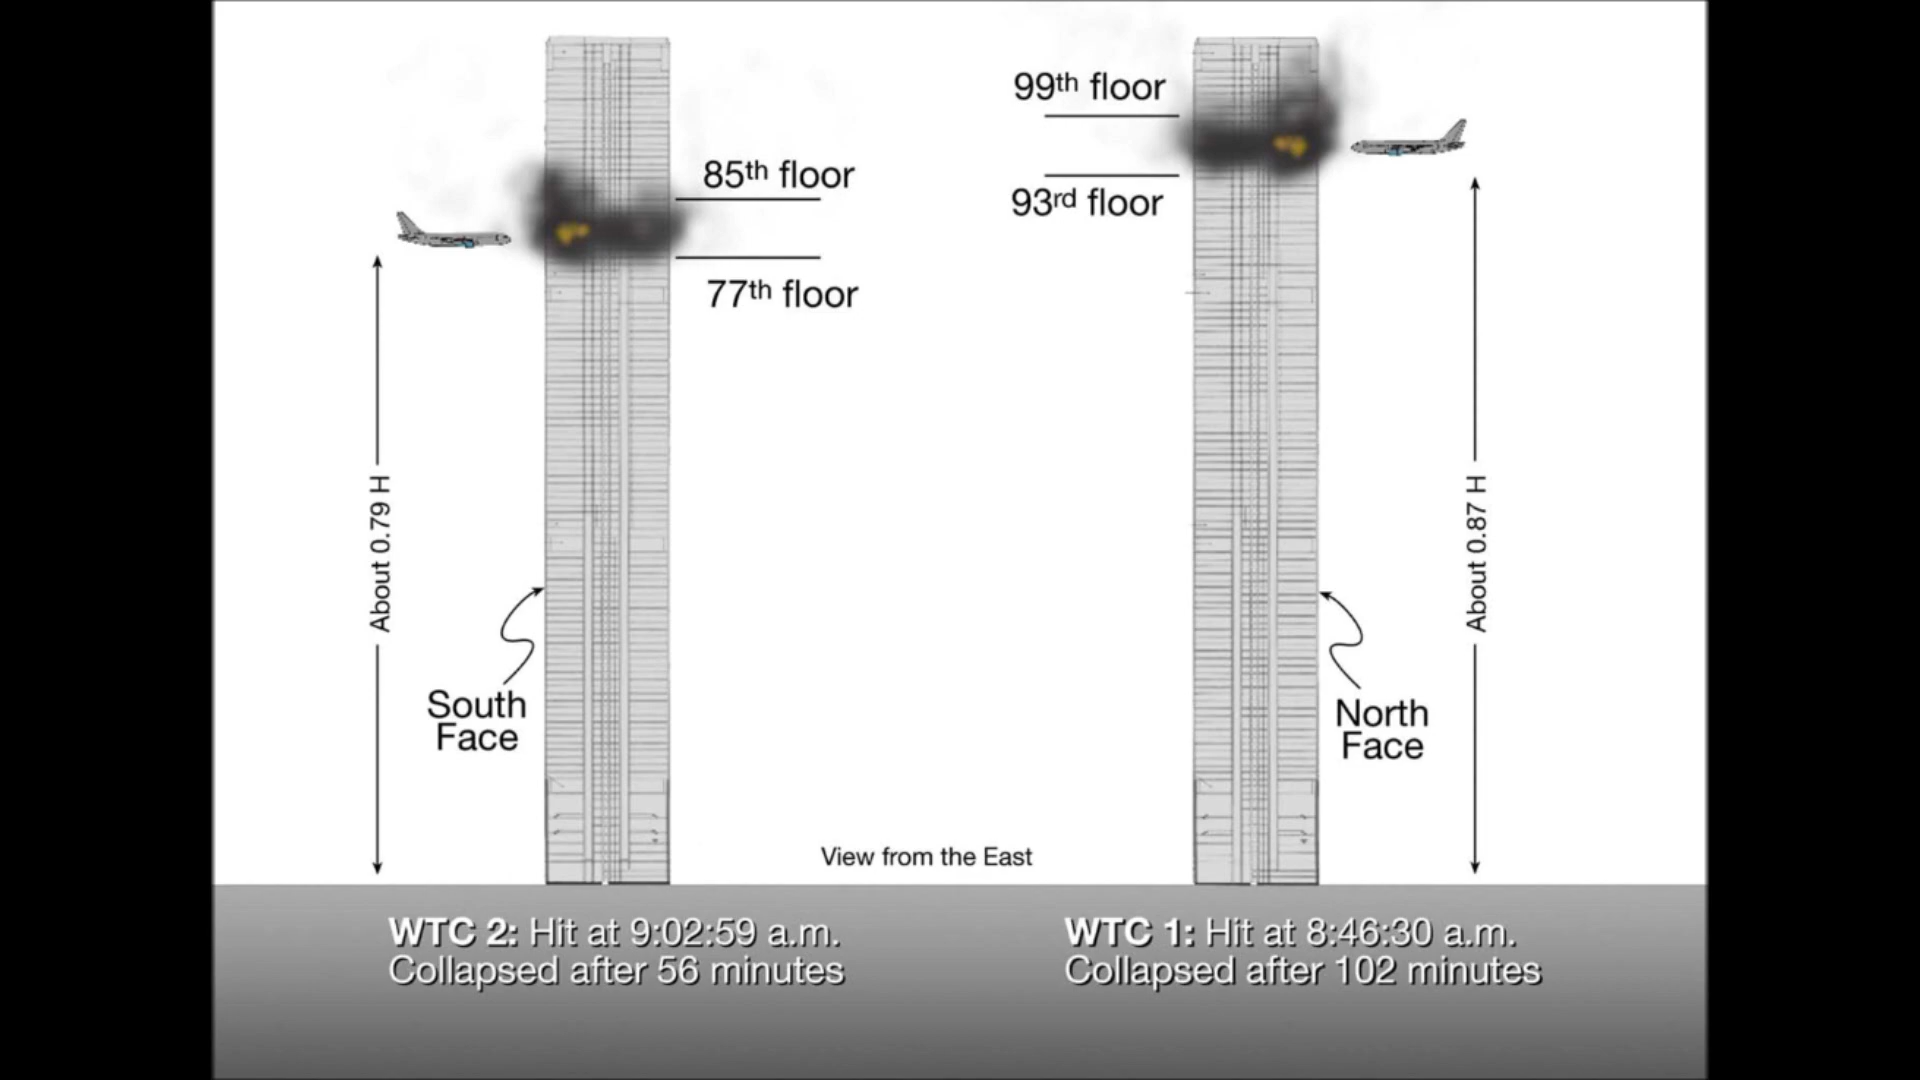 99th floor
93rd floor
85th floor
77th floor
About 0.79 H
About 0.87 H
South
Face
North
Face
View from the East
WTC 2: Hit at 9:02:59 a.m.
Collapsed after 56 minutes
WTC 1: Hit at 8:46:30 a.m.
Collapsed after 102 minutes